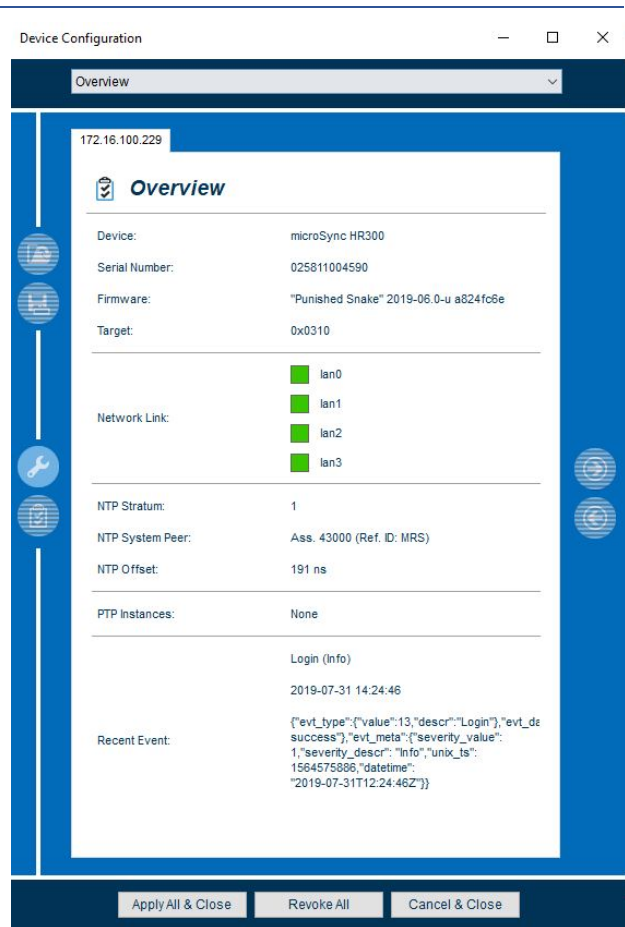 Device Configuration
Overview
172.16.100.229
Overview
Device: microSync HR300
Serial Number: 025811004590
Firmware: "Punished Snake" 2019-06.0-u a824fc6e
Target: 0x0310
Network Link:
lan0
lan1
lan2
lan3
NTP Stratum: 1
NTP System Peer: Ass. 43000 (Ref. ID: MRS)
NTP Offset: 191 ns
PTP Instances: None
Recent Event:
Login (Info)
2019-07-31 14:24:46
{"evt_type":{"value":13,"descr":"Login"},"evt_da
success"},"evt_meta":{"severity_value":
1,"severity_descr": "Info","unix_ts":
1564575886,"datetime":
"2019-07-31T12:24:46Z"}}
Apply All & Close
Revoke All
Cancel & Close